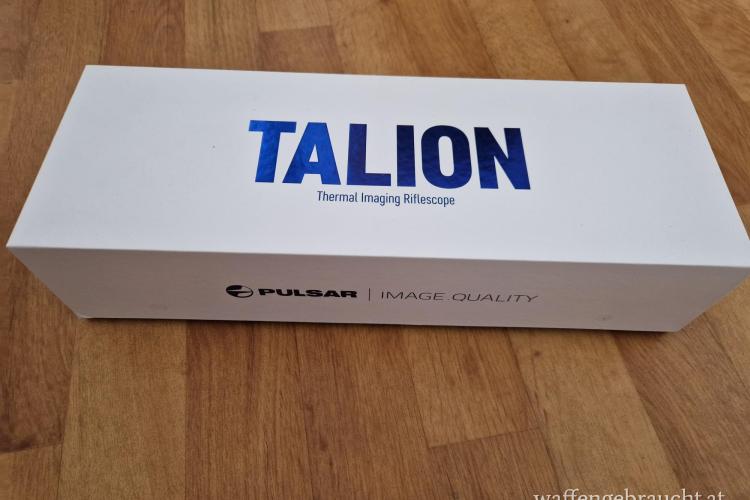 TALION
Thermal Imaging Riflescope
PULSAR | IMAGE.QUALITY
waffengebraucht.at